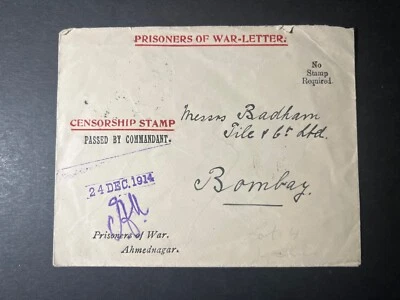 PRISONERS OF WAR-LETTER.
No
Stamp
Required.
Messrs Badham
Pile & Co. Ltd.
CENSORSHIP STAMP
PASSED BY COMMANDANT.
Bombay.
24 DEC. 1914
Prisoners of War.
Ahmednagar.